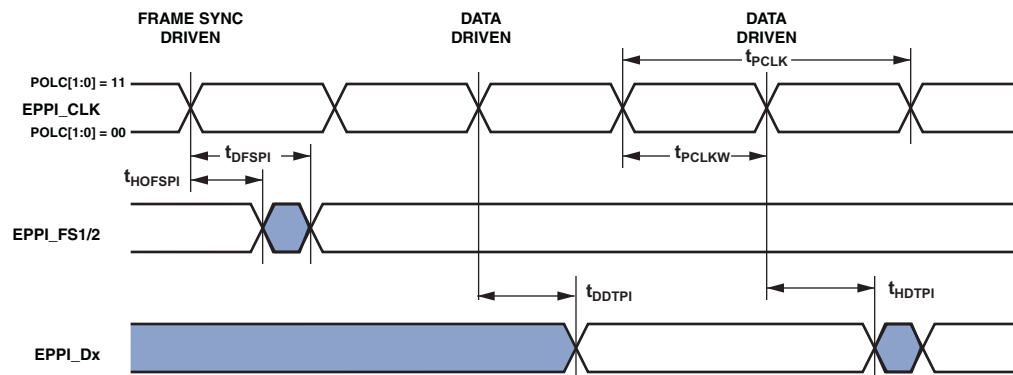 FRAME SYNC
DRIVEN
DATA
DRIVEN
DATA
DRIVEN
tPCLK
POLC[1:0] = 11
EPPI_CLK
POLC[1:0] = 00
tDFSPI
tPCLKW
tHOFSPI
EPPI_FS1/2
tDDTPI
tHDTPI
EPPI_Dx